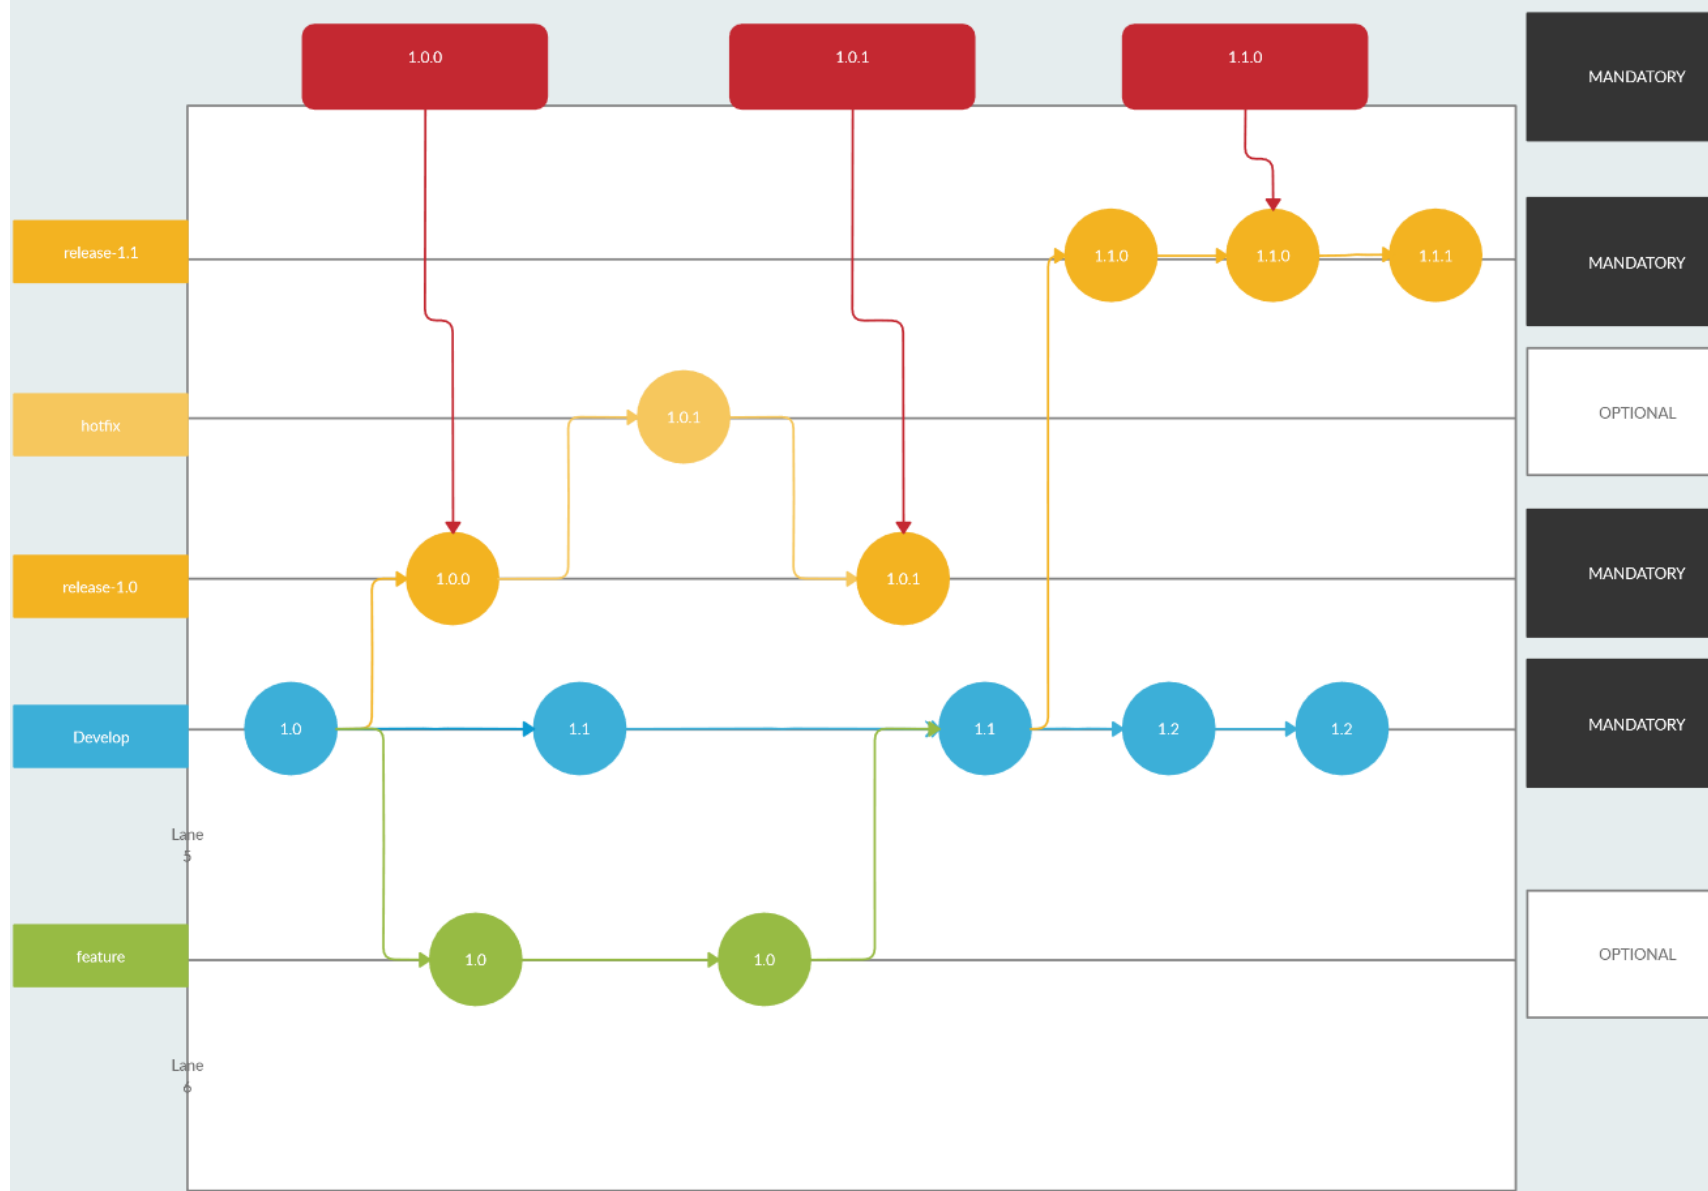 1.0.0
1.0.1
1.1.0
MANDATORY
release-1.1
1.1.0
1.1.0
1.1.1
MANDATORY
hotfix
1.0.1
OPTIONAL
release-1.0
1.0.0
1.0.1
MANDATORY
Develop
1.0
1.1
1.1
1.2
1.2
MANDATORY
Lane
5
feature
1.0
1.0
OPTIONAL
Lane
6